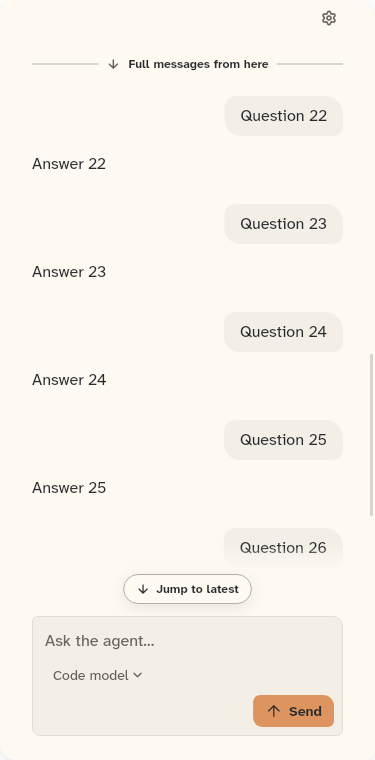 Full messages from here
Question 22
Answer 22
Question 23
Answer 23
Question 24
Answer 24
Question 25
Answer 25
Question 26
Jump to latest
Ask the agent...
Code model
Send